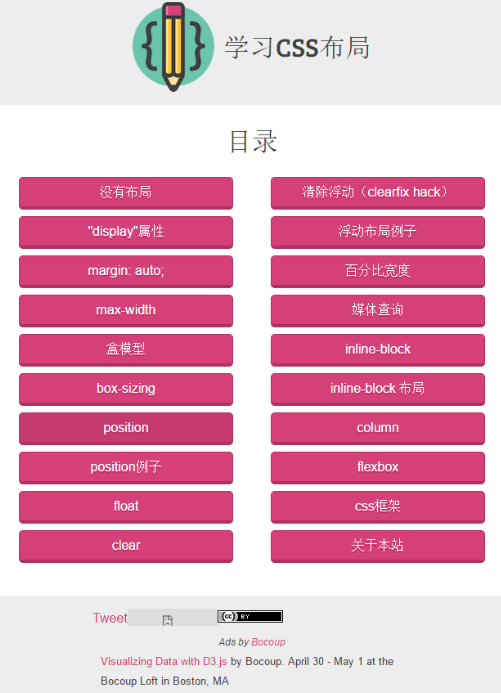 学习CSS布局
目录
没有布局
"display"属性
margin: auto;
max-width
盒模型
box-sizing
position
position例子
float
clear
清除浮动（clearfix hack）
浮动布局例子
百分比宽度
媒体查询
inline-block
inline-block 布局
column
flexbox
css框架
关于本站
Tweet
cc BY
Ads by Bocoup
Visualizing Data with D3.js by Bocoup. April 30 - May 1 at the
Bocoup Loft in Boston, MA